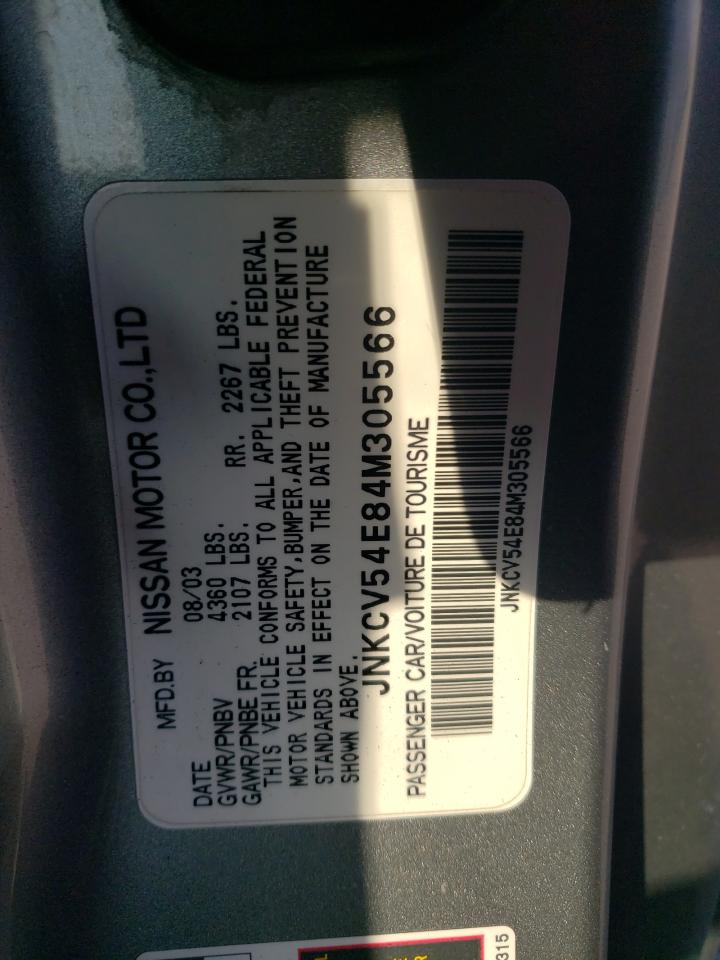 MFD.BY NISSAN MOTOR CO.,LTD
DATE 08/03
GVWR/PNBV 4360 LBS.
GAWR/PNBE FR. 2107 LBS. RR. 2267 LBS.
THIS VEHICLE CONFORMS TO ALL APPLICABLE FEDERAL
MOTOR VEHICLE SAFETY,BUMPER,AND THEFT PREVENTION
STANDARDS IN EFFECT ON THE DATE OF MANUFACTURE
SHOWN ABOVE.
JNKCV54E84M305566
PASSENGER CAR/VOITURE DE TOURISME
JNKCV54E84M305566
315